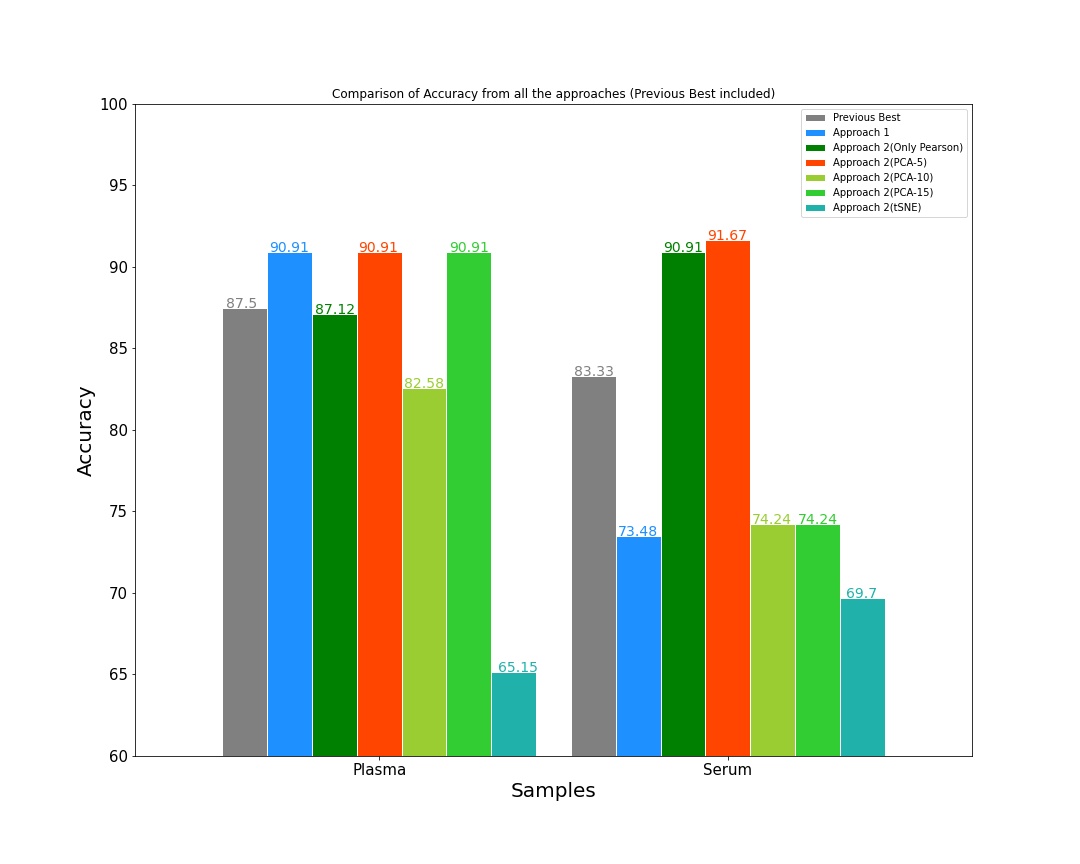 Comparison of Accuracy from all the approaches (Previous Best included)
100
95
90
85
80
75
70
65
60
Accuracy
Previous Best
Approach 1
Approach 2(Only Pearson)
Approach 2(PCA-5)
Approach 2(PCA-10)
Approach 2(PCA-15)
Approach 2(tSNE)
87.5
90.91
87.12
90.91
82.58
90.91
65.15
83.33
73.48
90.91
91.67
74.24
74.24
69.7
Plasma
Serum
Samples